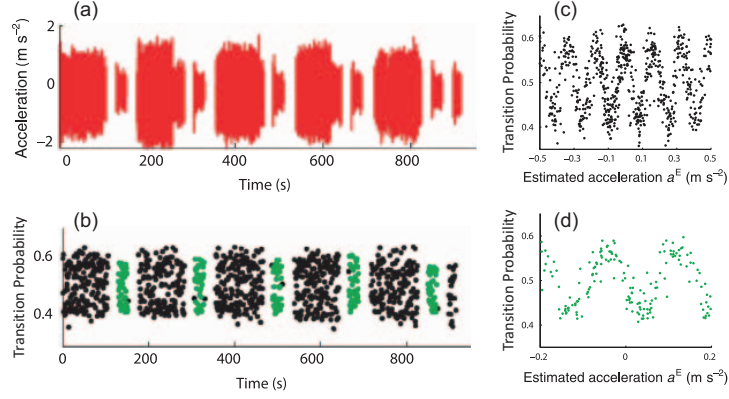 (a)
Acceleration (m s⁻²)
2
0
−2
0 200 400 600 800
Time (s)
(b)
Transition Probability
0.6
0.4
0 200 400 600 800
Time (s)
(c)
Transition Probability
0.6
0.5
0.4
−0.5 −0.3 −0.1 0.1 0.3 0.5
Estimated acceleration aᴱ (m s⁻²)
(d)
Transition Probability
0.6
0.5
0.4
−0.2 0 0.2
Estimated acceleration aᴱ (m s⁻²)